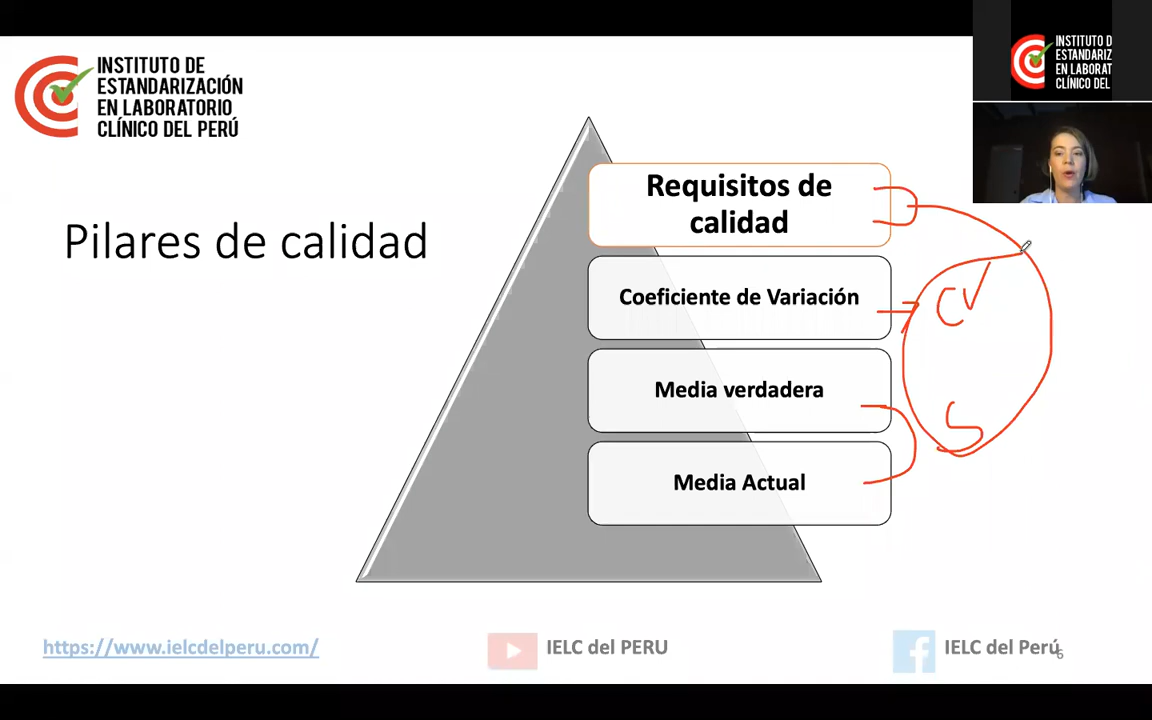 INSTITUTO DE
ESTANDARIZACIÓN
EN LABORATORIO
CLÍNICO DEL PERÚ
INSTITUTO D
ESTANDARIZ
EN LABORAT
CLÍNICO DEL
Pilares de calidad
Requisitos de
calidad
Coeficiente de Variación
CV
Media verdadera
S
Media Actual
https://www.ielcdelperu.com/
IELC del PERU
IELC del Perú
6